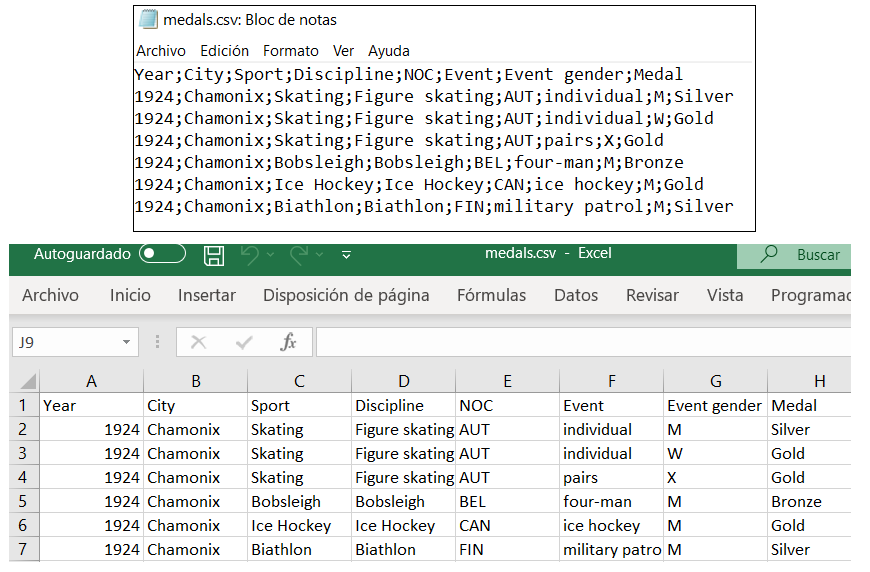 medals.csv: Bloc de notas
Archivo Edición Formato Ver Ayuda
Year;City;Sport;Discipline;NOC;Event;Event gender;Medal
1924;Chamonix;Skating;Figure skating;AUT;individual;M;Silver
1924;Chamonix;Skating;Figure skating;AUT;individual;W;Gold
1924;Chamonix;Skating;Figure skating;AUT;pairs;X;Gold
1924;Chamonix;Bobsleigh;Bobsleigh;BEL;four-man;M;Bronze
1924;Chamonix;Ice Hockey;Ice Hockey;CAN;ice hockey;M;Gold
1924;Chamonix;Biathlon;Biathlon;FIN;military patrol;M;Silver
Autoguardado medals.csv - Excel Buscar
Archivo Inicio Insertar Disposición de página Fórmulas Datos Revisar Vista Programac
J9 fx
A B C D E F G H
1 Year City Sport Discipline NOC Event Event gender Medal
2 1924 Chamonix Skating Figure skating AUT individual M Silver
3 1924 Chamonix Skating Figure skating AUT individual W Gold
4 1924 Chamonix Skating Figure skating AUT pairs X Gold
5 1924 Chamonix Bobsleigh Bobsleigh BEL four-man M Bronze
6 1924 Chamonix Ice Hockey Ice Hockey CAN ice hockey M Gold
7 1924 Chamonix Biathlon Biathlon FIN military patro M Silver